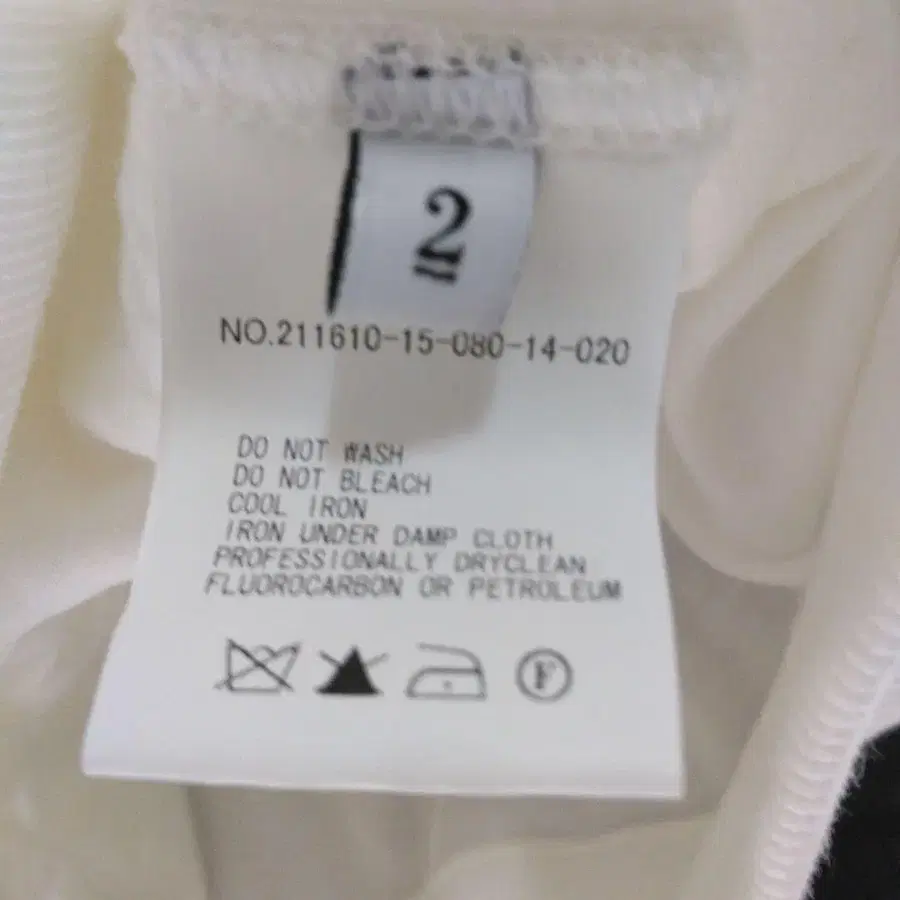 2
NO.211610-15-080-14-020
DO NOT WASH
DO NOT BLEACH
COOL IRON
IRON UNDER DAMP CLOTH
PROFESSIONALLY DRYCLEAN
FLUOROCARBON OR PETROLEUM
F